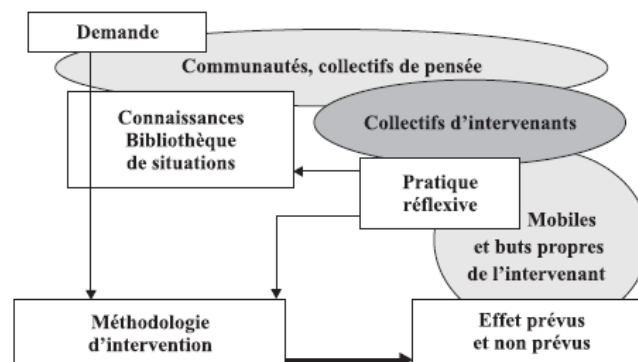 Demande
Communautés, collectifs de pensée
Connaissances
Bibliothèque
de situations
Collectifs d'intervenants
Pratique
réflexive
Mobiles
et buts propres
de l'intervenant
Méthodologie
d'intervention
Effet prévus
et non prévus